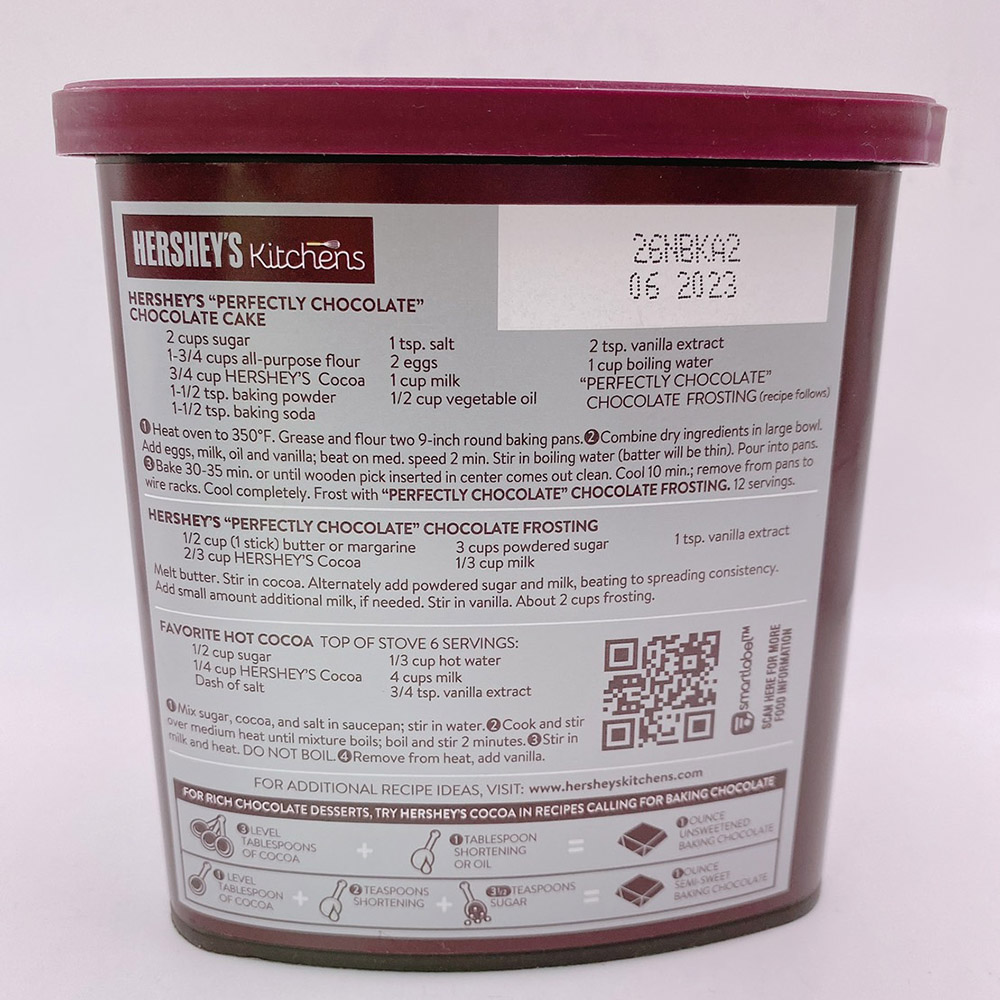 HERSHEY'S Kitchens
26NBKA2
06 2023
HERSHEY'S "PERFECTLY CHOCOLATE"
CHOCOLATE CAKE
2 cups sugar
1-3/4 cups all-purpose flour
3/4 cup HERSHEY'S Cocoa
1-1/2 tsp. baking powder
1-1/2 tsp. baking soda
1 tsp. salt
2 eggs
1 cup milk
1/2 cup vegetable oil
2 tsp. vanilla extract
1 cup boiling water
"PERFECTLY CHOCOLATE"
CHOCOLATE FROSTING (recipe follows)
1 Heat oven to 350°F. Grease and flour two 9-inch round baking pans. 2 Combine dry ingredients in large bowl.
Add eggs, milk, oil and vanilla; beat on med. speed 2 min. Stir in boiling water (batter will be thin). Pour into pans.
3 Bake 30-35 min. or until wooden pick inserted in center comes out clean. Cool 10 min.; remove from pans to
wire racks. Cool completely. Frost with "PERFECTLY CHOCOLATE" CHOCOLATE FROSTING. 12 servings.
HERSHEY'S "PERFECTLY CHOCOLATE" CHOCOLATE FROSTING
1/2 cup (1 stick) butter or margarine
2/3 cup HERSHEY'S Cocoa
3 cups powdered sugar
1/3 cup milk
1 tsp. vanilla extract
Melt butter. Stir in cocoa. Alternately add powdered sugar and milk, beating to spreading consistency.
Add small amount additional milk, if needed. Stir in vanilla. About 2 cups frosting.
FAVORITE HOT COCOA TOP OF STOVE 6 SERVINGS:
1/2 cup sugar
1/4 cup HERSHEY'S Cocoa
Dash of salt
1/3 cup hot water
4 cups milk
3/4 tsp. vanilla extract
1 Mix sugar, cocoa, and salt in saucepan; stir in water. 2 Cook and stir
over medium heat until mixture boils; boil and stir 2 minutes. 3 Stir in
milk and heat. DO NOT BOIL. 4 Remove from heat, add vanilla.
smartlabel™
SCAN HERE FOR MORE
FOOD INFORMATION
FOR ADDITIONAL RECIPE IDEAS, VISIT: www.hersheyskitchens.com
FOR RICH CHOCOLATE DESSERTS, TRY HERSHEY'S COCOA IN RECIPES CALLING FOR BAKING CHOCOLATE
3 LEVEL
TABLESPOONS
OF COCOA
+
1 TABLESPOON
SHORTENING
OR OIL
=
1 OUNCE
UNSWEETENED
BAKING CHOCOLATE
1 LEVEL
TABLESPOON
OF COCOA
+
2 TEASPOONS
SHORTENING
+
3½ TEASPOONS
SUGAR
=
1 OUNCE
SEMI-SWEET
BAKING CHOCOLATE